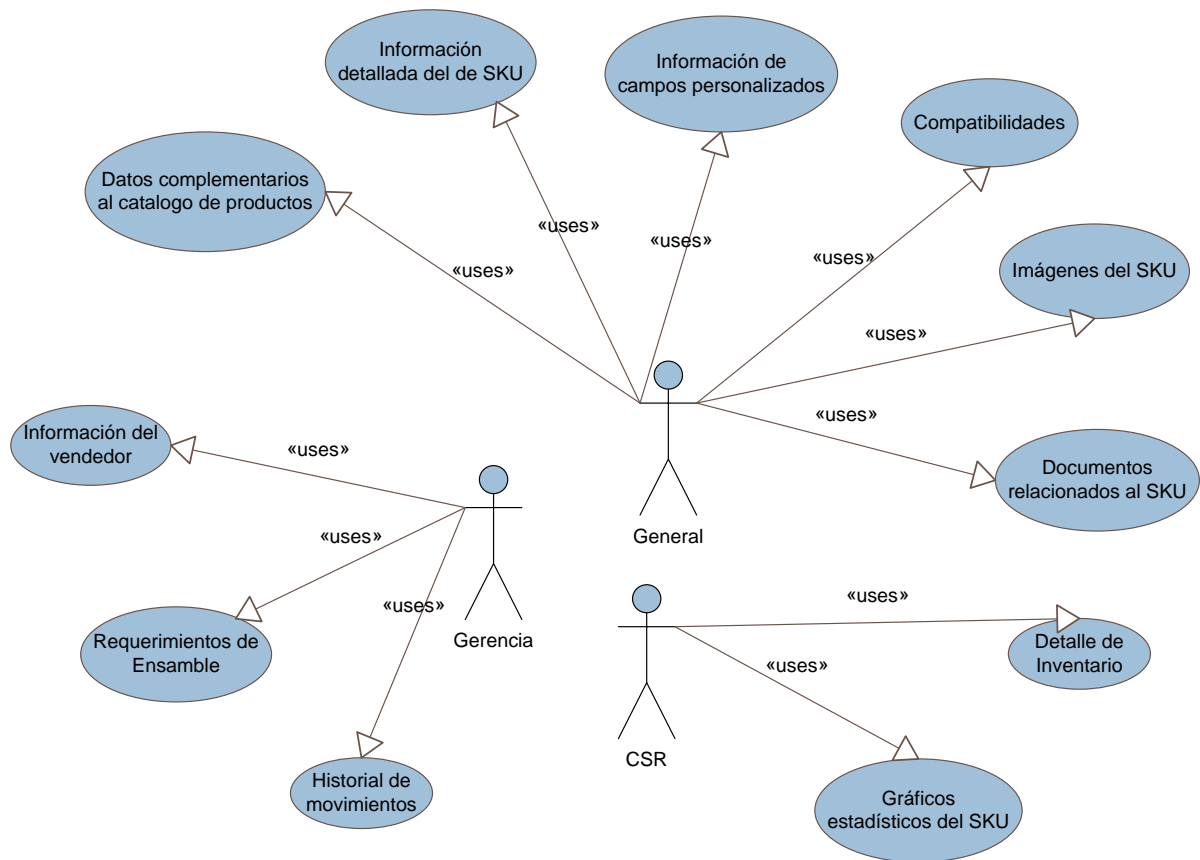 Información
detallada del de SKU
Información de
campos personalizados
Compatibilidades
Datos complementarios
al catalogo de productos
«uses»
«uses»
«uses»
«uses»
Imágenes del SKU
«uses»
«uses»
Información del
vendedor
«uses»
Documentos
relacionados al SKU
General
«uses»
Requerimientos de
Ensamble
«uses»
Gerencia
«uses»
Detalle de
Inventario
«uses»
CSR
Historial de
movimientos
Gráficos
estadísticos del SKU